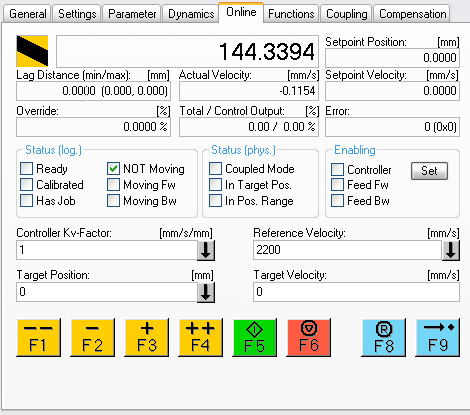 General Settings Parameter Dynamics Online Functions Coupling Compensation
144.3394
Setpoint Position: [mm]
0.0000
Lag Distance (min/max): [mm]
0.0000 (0.000, 0.000)
Actual Velocity: [mm/s]
-0.1154
Setpoint Velocity: [mm/s]
0.0000
Override: [%]
0.0000 %
Total / Control Output: [%]
0.00 / 0.00 %
Error:
0 (0x0)
Status (log.)
Ready NOT Moving
Calibrated Moving Fw
Has Job Moving Bw
Status (phys.)
Coupled Mode
In Target Pos.
In Pos. Range
Enabling
Controller Set
Feed Fw
Feed Bw
Controller Kv-Factor: [mm/s/mm]
1
Reference Velocity: [mm/s]
2200
Target Position: [mm]
0
Target Velocity: [mm/s]
0
-- - + ++ R
F1 F2 F3 F4 F5 F6 F8 F9